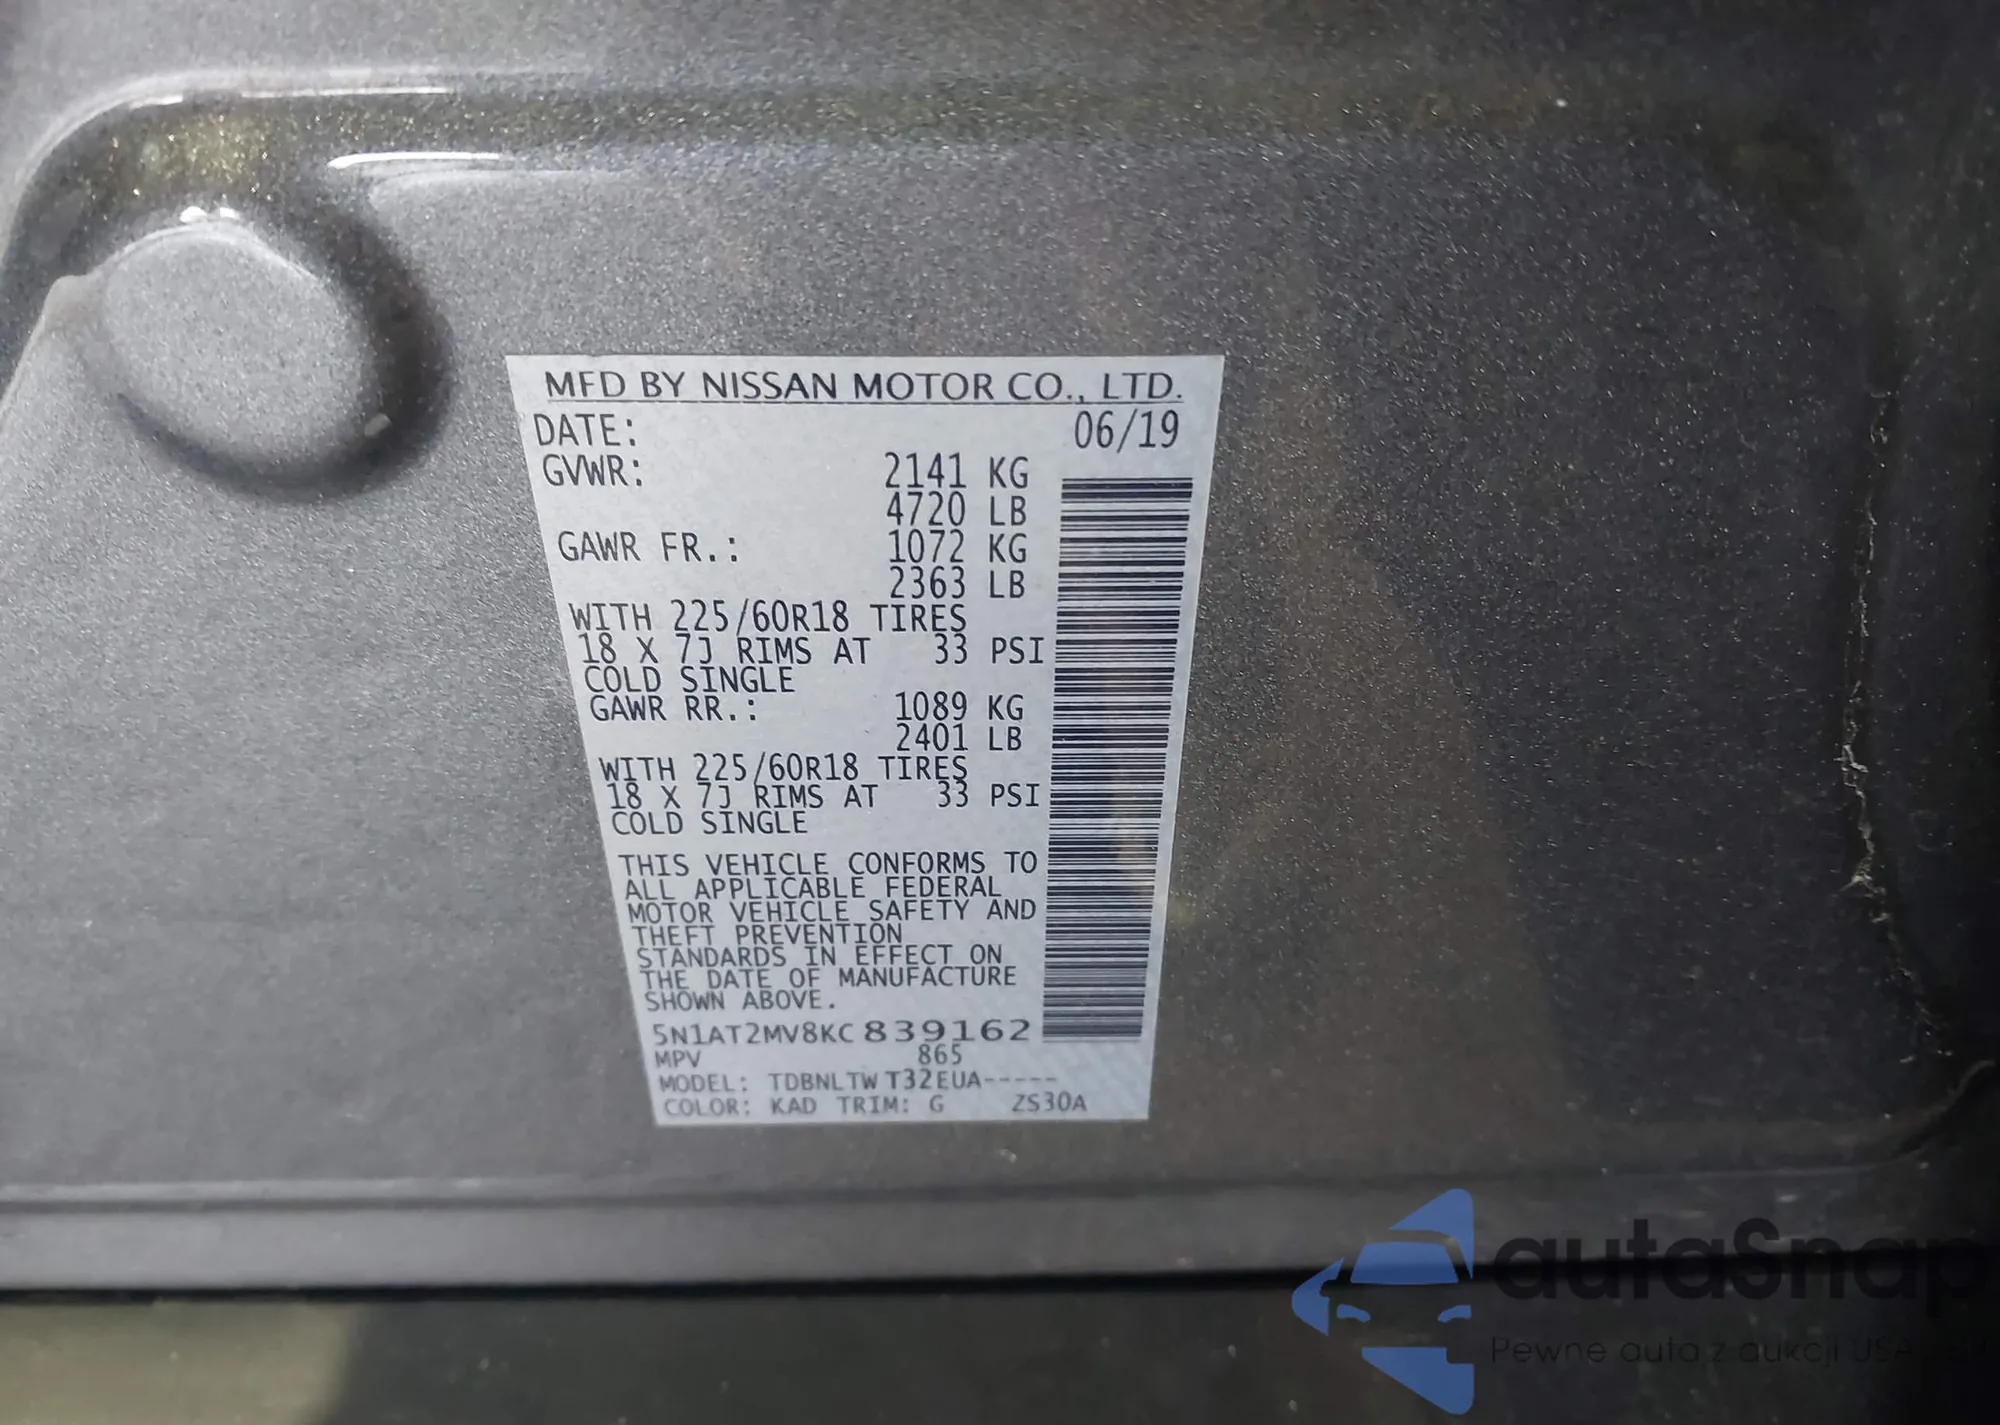 MFD BY NISSAN MOTOR CO., LTD.
DATE: 06/19
GVWR: 2141 KG
4720 LB
GAWR FR.: 1072 KG
2363 LB
WITH 225/60R18 TIRES
18 X 7J RIMS AT 33 PSI
COLD SINGLE
GAWR RR.: 1089 KG
2401 LB
WITH 225/60R18 TIRES
18 X 7J RIMS AT 33 PSI
COLD SINGLE
THIS VEHICLE CONFORMS TO
ALL APPLICABLE FEDERAL
MOTOR VEHICLE SAFETY AND
THEFT PREVENTION
STANDARDS IN EFFECT ON
THE DATE OF MANUFACTURE
SHOWN ABOVE.
5N1AT2MV8KC839162
MPV 865
MODEL: TDBNLTW T32EUA-----
COLOR: KAD TRIM: G ZS30A
autaSnap
Pewne auta z aukcji USA